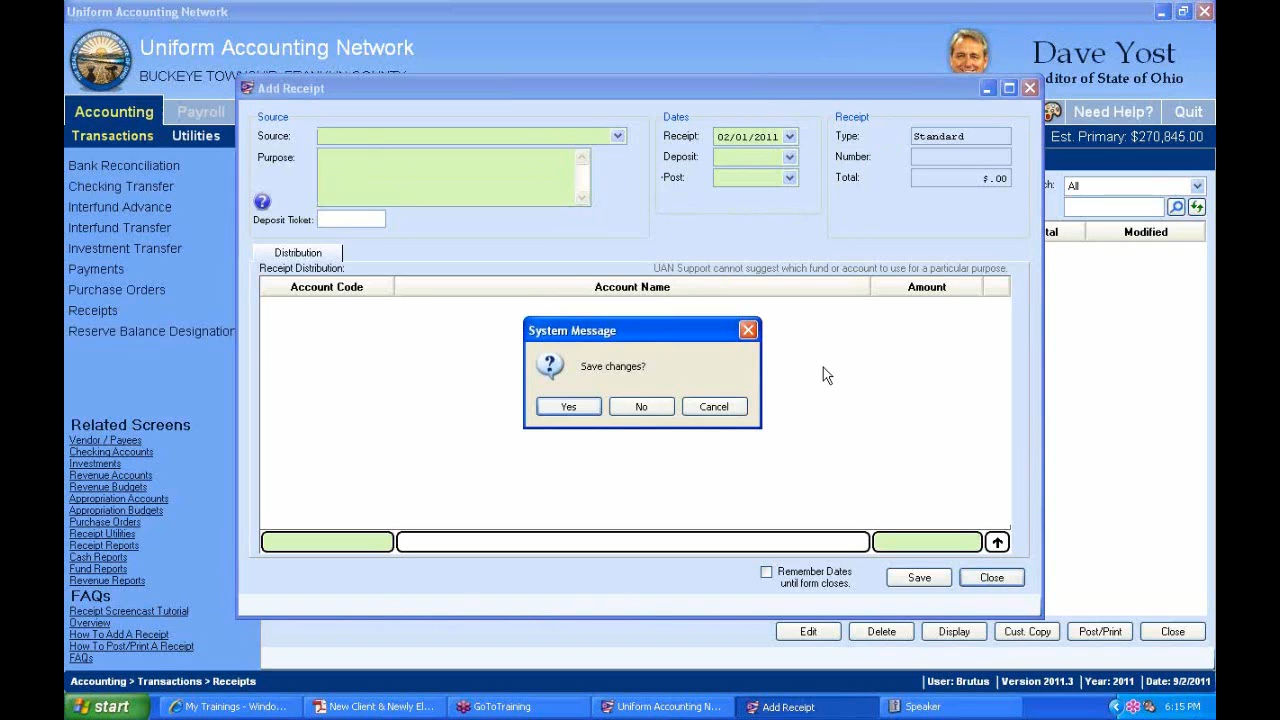 Uniform Accounting Network
Uniform Accounting Network
Dave Yost
ditor of State of Ohio
Accounting Payroll Need Help? Quit
Transactions Utilities Est. Primary: $270,845.00
Bank Reconciliation
Checking Transfer
Interfund Advance
Interfund Transfer
Investment Transfer
Payments
Purchase Orders
Receipts
Reserve Balance Designation
Related Screens
Vendor / Payees
Checking Accounts
Investments
Revenue Accounts
Revenue Budgets
Appropriation Accounts
Appropriation Budgets
Purchase Orders
Receipt Utilities
Receipt Reports
Cash Reports
Fund Reports
Revenue Reports
FAQs
Receipt Screencast Tutorial
Overview
How To Add A Receipt
How To Post/Print A Receipt
FAQs
Add Receipt
Source
Source:
Purpose:
Deposit Ticket:
Dates
Receipt: 02/01/2011
Deposit:
Post:
Receipt
Type: Standard
Number:
Total: $.00
Distribution
Receipt Distribution: UAN Support cannot suggest which fund or account to use for a particular purpose.
Account Code Account Name Amount
System Message
Save changes?
Yes No Cancel
Remember Dates
until form closes.
Save Close
ch: All
tal Modified
Edit Delete Display Cust. Copy Post/Print Close
Accounting > Transactions > Receipts User: Brutus Version 2011.3 Year: 2011 Date: 9/2/2011
start My Trainings - Windo... New Client & Newly El... GoToTraining Uniform Accounting N... Add Receipt Speaker 6:15 PM